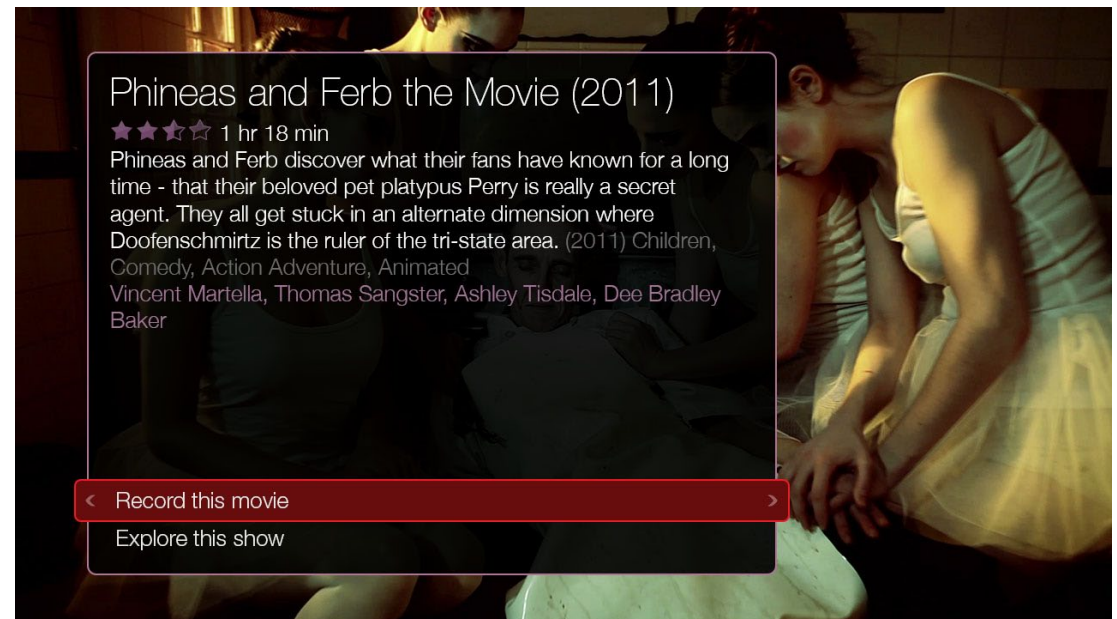 Phineas and Ferb the Movie (2011)
1 hr 18 min
Phineas and Ferb discover what their fans have known for a long
time - that their beloved pet platypus Perry is really a secret
agent. They all get stuck in an alternate dimension where
Doofenschmirtz is the ruler of the tri-state area. (2011) Children,
Comedy, Action Adventure, Animated
Vincent Martella, Thomas Sangster, Ashley Tisdale, Dee Bradley
Baker
Record this movie
Explore this show